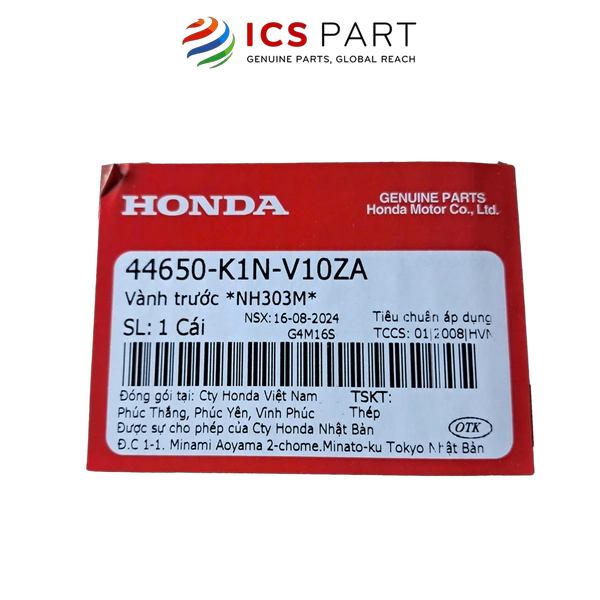 ICS PART
GENUINE PARTS, GLOBAL REACH
HONDA
GENUINE PARTS
Honda Motor Co., Ltd.
44650-K1N-V10ZA
Vành trước *NH303M*
SL: 1 Cái
NSX: 16-08-2024
G4M16S
Tiêu chuẩn áp dụng
TCCS: 01|2008|HVN
Đóng gói tại: Cty Honda Việt Nam
Phúc Thắng, Phúc Yên, Vĩnh Phúc
TSKT:
Thép
Được sự cho phép của Cty Honda Nhật Bản
Đ.C 1-1. Minami Aoyama 2-chome.Minato-ku Tokyo Nhật Bản
OTK